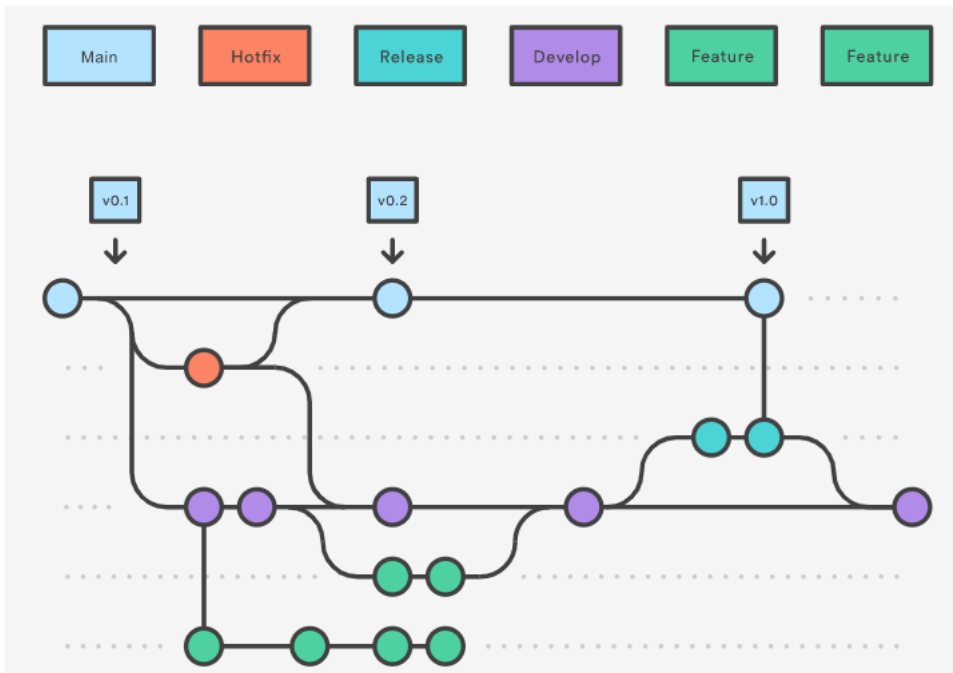 Main
Hotfix
Release
Develop
Feature
Feature
v0.1
v0.2
v1.0